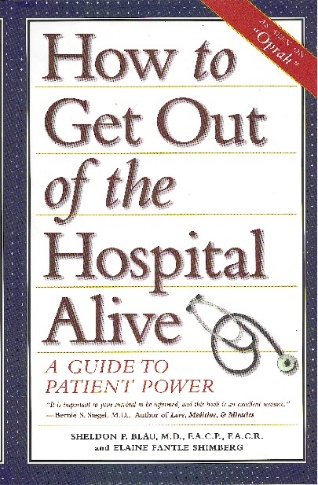 AS SEEN ON
"Oprah"
How to
Get Out
of the
Hospital
Alive
A GUIDE TO
PATIENT POWER
"It is important to your survival to be informed, and this book is an excellent resource."
—Bernie S. Siegel, M.D., Author of Love, Medicine, & Miracles
SHELDON P. BLAU, M.D., F.A.C.P., F.A.C.R.
and ELAINE FANTLE SHIMBERG